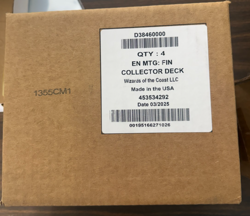 D38460000
QTY : 4
EN MTG: FIN
COLLECTOR DECK
Wizards of the Coast LLC
Made in the USA
453534292
Date 03/2025
1355CM1
00195166271026